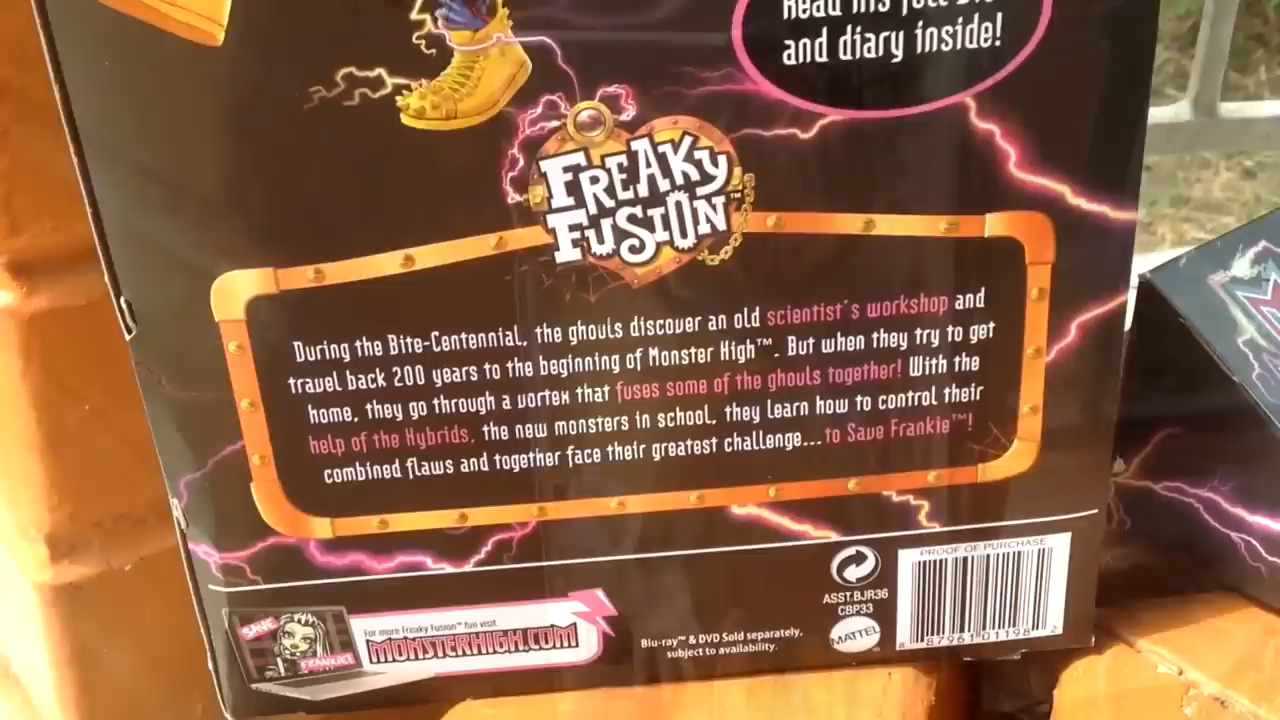 and diary inside!
FREAKY
FUSION™
During the Bite-Centennial, the ghouls discover an old scientist's workshop and
travel back 200 years to the beginning of Monster High™. But when they try to get
home, they go through a vortex that fuses some of the ghouls together! With the
help of the Hybrids, the new monsters in school, they learn how to control their
combined flaws and together face their greatest challenge...to Save Frankie™!
SAVE
FRANKIE
For more Freaky Fusion™ fun visit:
MONSTERHIGH.COM
Blu-ray™ & DVD Sold separately,
subject to availability.
ASST.BJR36
CBP33
MATTEL
PROOF OF PURCHASE
8 87961 01198 2